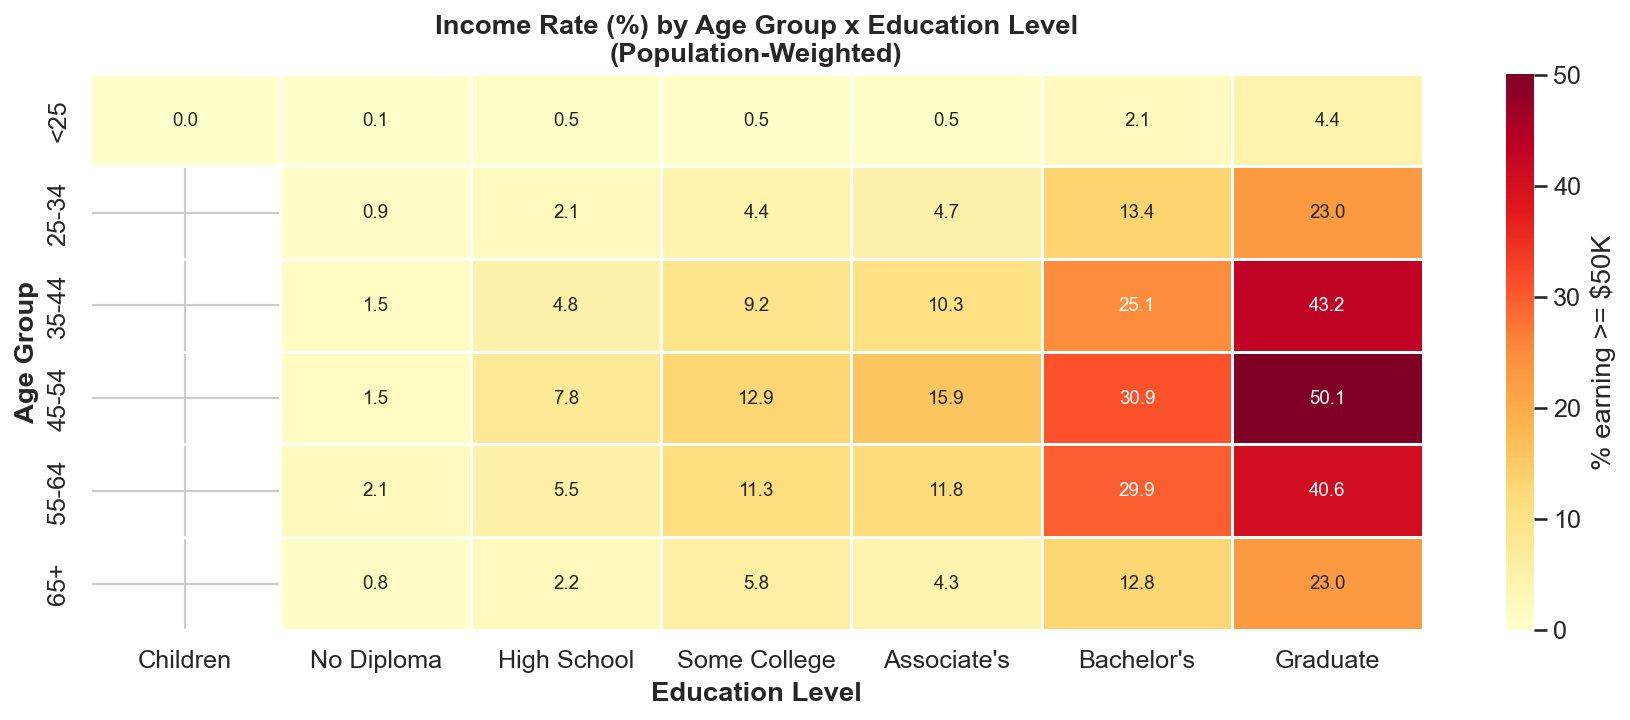 Income Rate (%) by Age Group x Education Level
(Population-Weighted)
<25 0.0 0.1 0.5 0.5 0.5 2.1 4.4
25-34 0.9 2.1 4.4 4.7 13.4 23.0
35-44 1.5 4.8 9.2 10.3 25.1 43.2
45-54 1.5 7.8 12.9 15.9 30.9 50.1
55-64 2.1 5.5 11.3 11.8 29.9 40.6
65+ 0.8 2.2 5.8 4.3 12.8 23.0
Age Group
Children No Diploma High School Some College Associate's Bachelor's Graduate
Education Level
50
40
30
20
10
0
% earning >= $50K